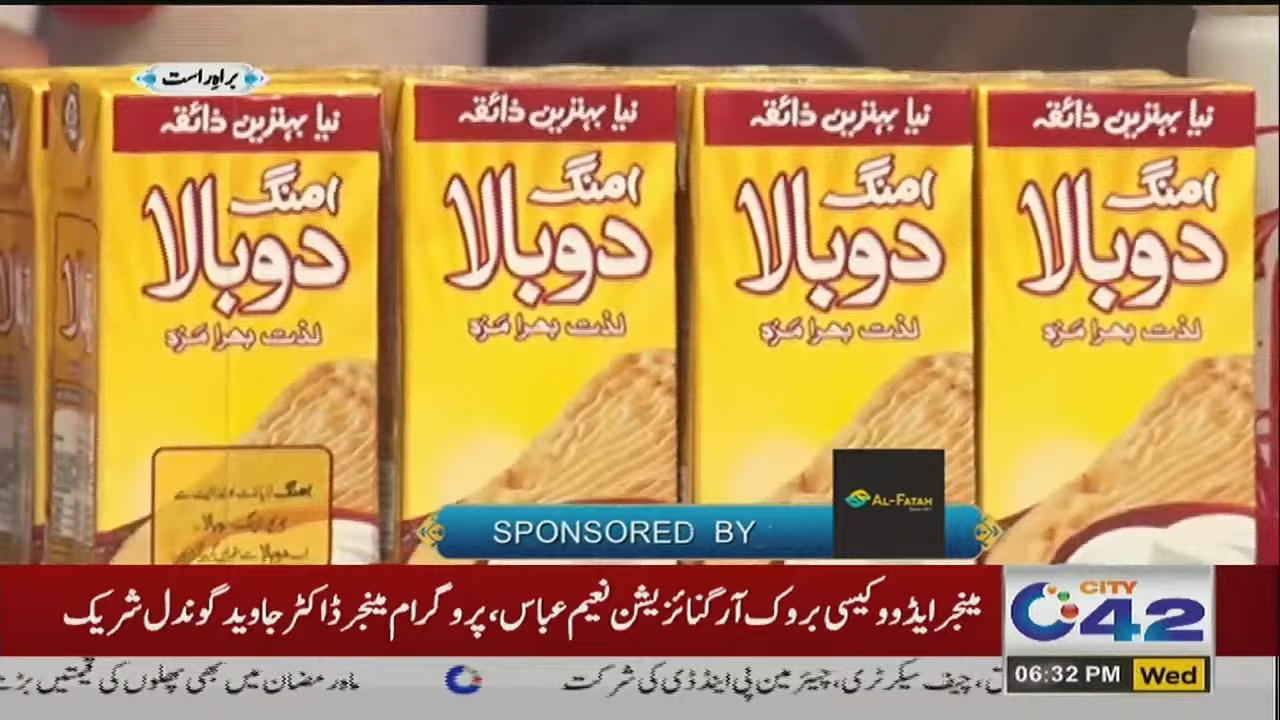 براہِ راست
نیا بہترین ذائقہ
امنگ
دوبالا
لذت بھرا مزہ
نیا بہترین ذائقہ
امنگ
دوبالا
لذت بھرا مزہ
نیا بہترین ذائقہ
امنگ
دوبالا
لذت بھرا مزہ
نیا بہترین ذائقہ
امنگ
دوبالا
لذت بھرا مزہ
امنگ
SPONSORED BY
AL-FATAH
مینجر ایڈووکیسی بروک آرگنائزیشن نعیم عباس، پروگرام مینجر ڈاکٹر جاوید گوندل شریک
CITY
42
، چیف سیکرٹری، چیئرمین پی اینڈ ڈی کی شرکت
ماہ رمضان میں بھی پھلوں کی قیمتیں
06:32 PM Wed